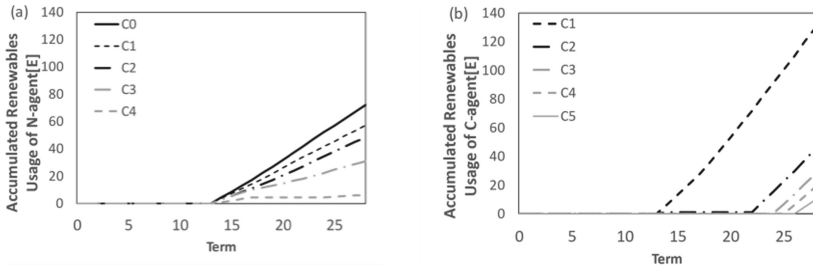 (a)
Accumulated Renewables
Usage of N-agent[E]
140
120
100
80
60
40
20
0
C0
C1
C2
C3
C4
0 5 10 15 20 25
Term
(b)
Accumulated Renewables
Usage of C-agent[E]
140
120
100
80
60
40
20
0
C1
C2
C3
C4
C5
0 5 10 15 20 25
Term